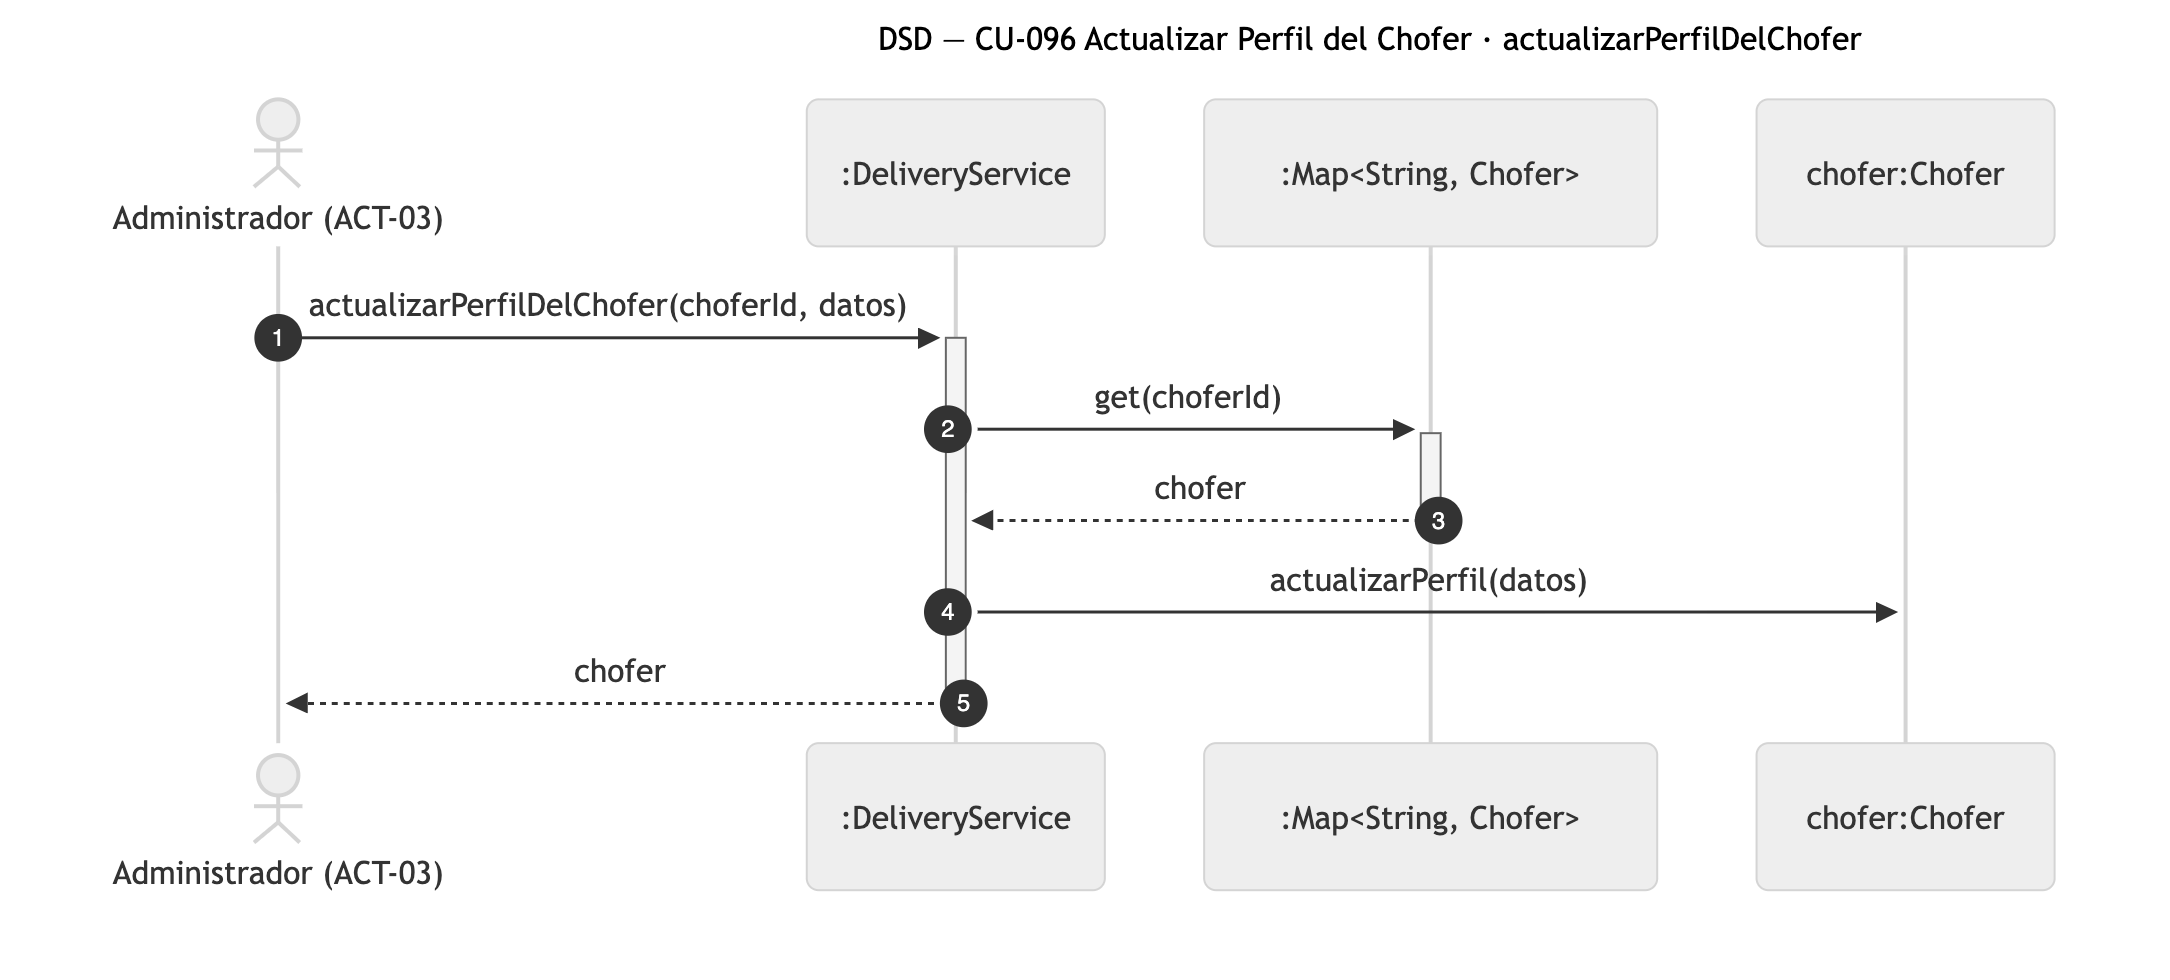 DSD — CU-096 Actualizar Perfil del Chofer · actualizarPerfilDelChofer
Administrador (ACT-03)
:DeliveryService
:Map<String, Chofer>
chofer:Chofer
actualizarPerfilDelChofer(choferId, datos)
1
get(choferId)
2
chofer
3
actualizarPerfil(datos)
4
chofer
5
Administrador (ACT-03)
:DeliveryService
:Map<String, Chofer>
chofer:Chofer